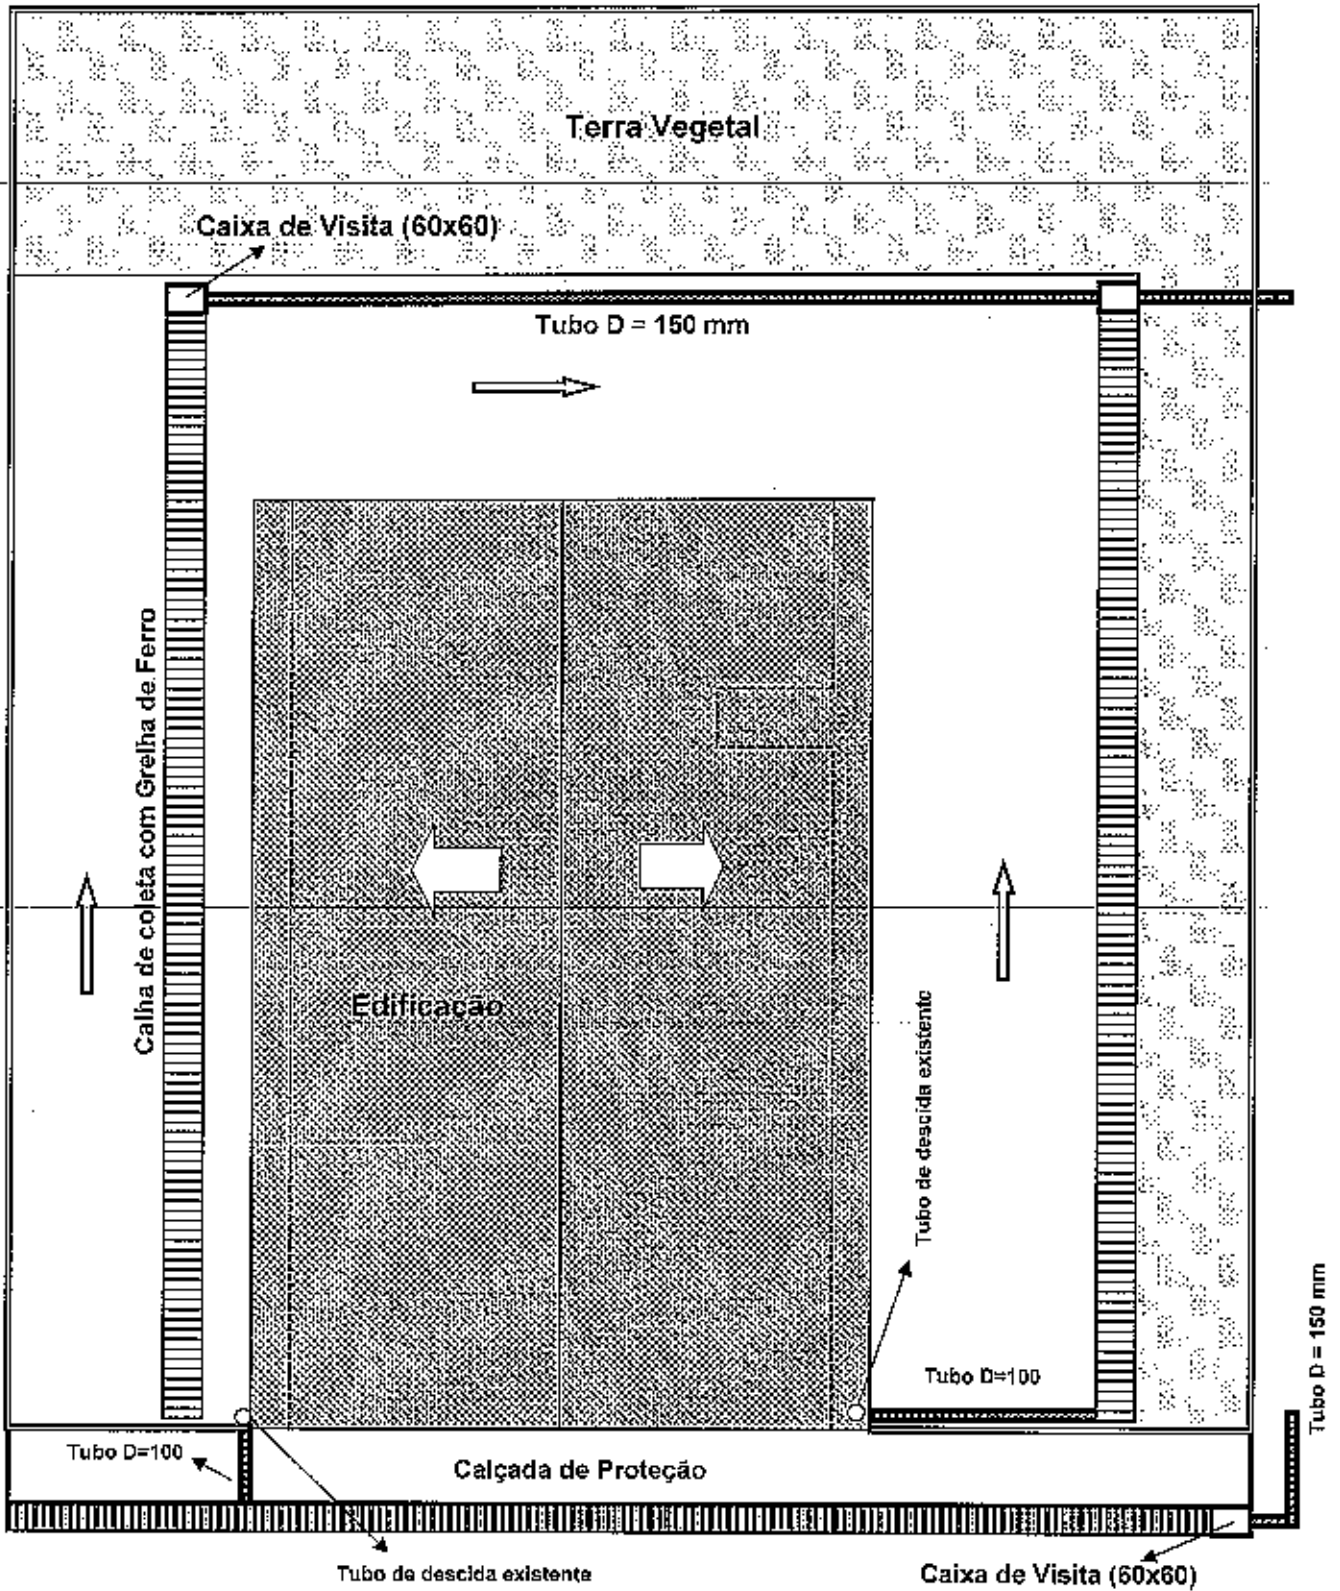 Terra Vegetal
Caixa de Visita (60x60)
Tubo D = 150 mm
Calha de coleta com Grelha de Ferro
Edificação
Tubo de descida existente
Tubo D=100
Tubo D = 150 mm
Tubo D=100
Calçada de Proteção
Tubo de descida existente
Caixa de Visita (60x60)